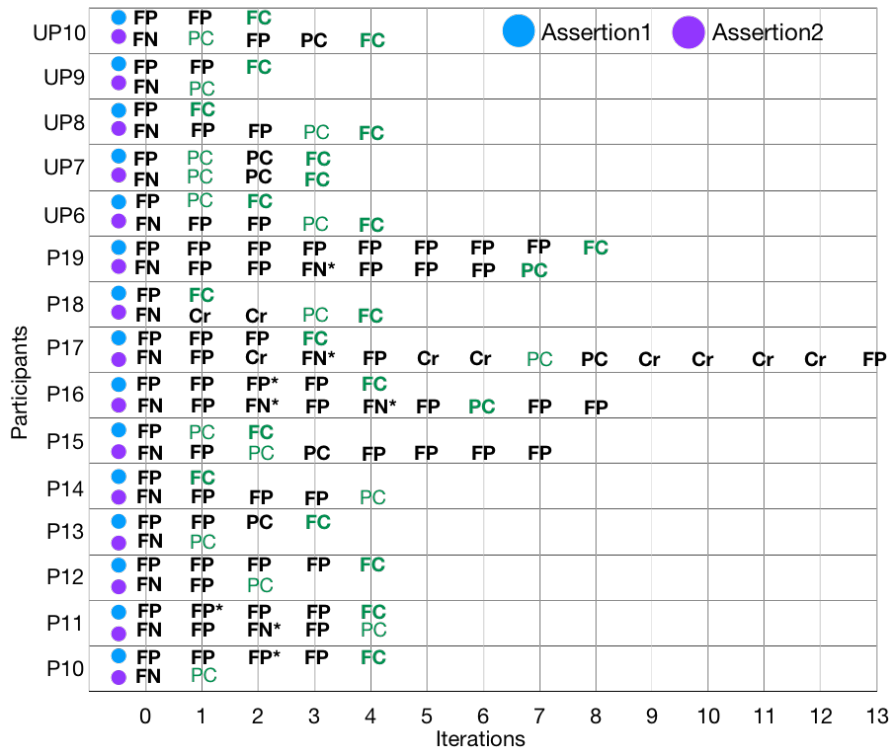 Assertion1 Assertion2
FP FP FC
UP10
FN PC FP PC FC
FP FP FC
UP9
FN PC
FP FC
UP8
FN FP FP PC FC
FP PC PC FC
UP7
FN PC PC FC
FP PC FC
UP6
FN FP FP PC FC
FP FP FP FP FP FP FP FP FC
P19
FN FP FP FN* FP FP FP PC
FP FC
P18
FN Cr Cr PC FC
FP FP FP FC
P17
FN FP Cr FN* FP Cr Cr PC PC Cr Cr Cr Cr FP
FP FP FP* FP FC
P16
FN FP FN* FP FN* FP PC FP FP
FP PC FC
P15
FN FP PC PC FP FP FP FP
FP FC
P14
FN FP FP FP PC
FP FP PC FC
P13
FN PC
FP FP FP FP FC
P12
FN FP PC
FP FP* FP FP FC
P11
FN FP FN* FP PC
FP FP FP* FP FC
P10
FN PC
Participants
0 1 2 3 4 5 6 7 8 9 10 11 12 13
Iterations